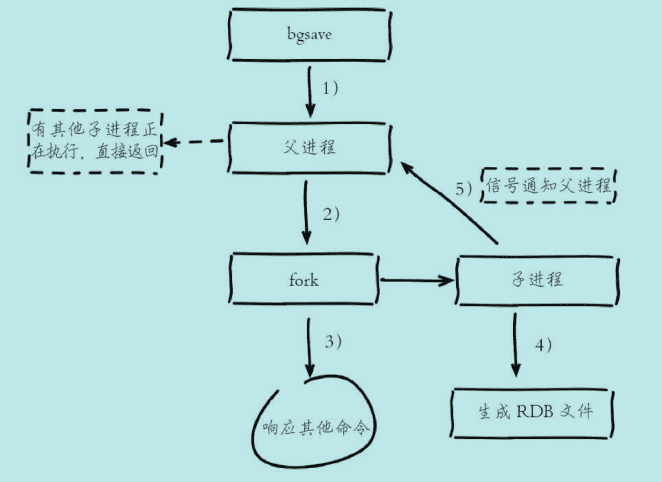 bgsave
1)
有其他子进程正
在执行，直接返回
父进程
5)
信号通知父进程
2)
fork
子进程
3)
4)
响应其他命令
生成 RDB 文件